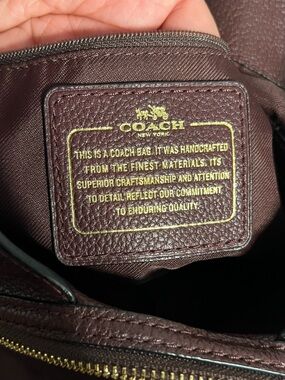 COACH
NEW YORK
THIS IS A COACH BAG. IT WAS HANDCRAFTED
FROM THE FINEST MATERIALS. ITS
SUPERIOR CRAFTSMANSHIP AND ATTENTION
TO DETAIL REFLECT OUR COMMITMENT
TO ENDURING QUALITY.